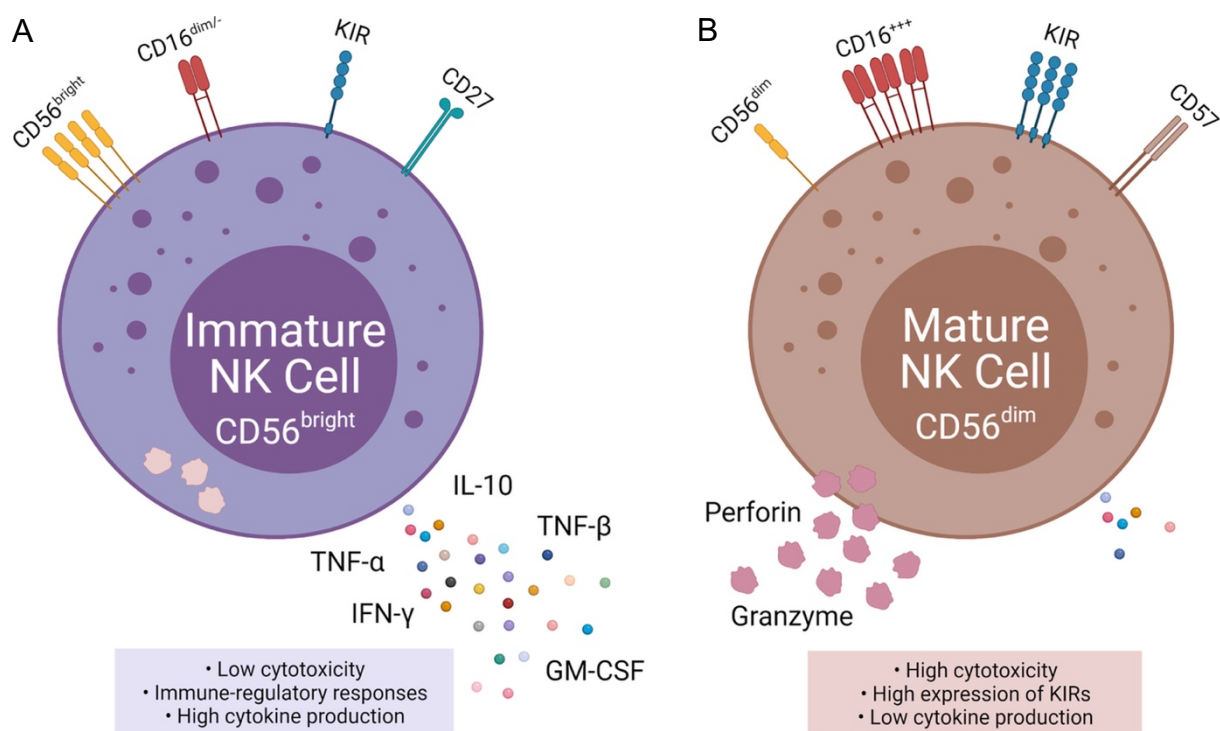 A
CD56bright
CD16dim/-
KIR
CD27
Immature
NK Cell
CD56bright
IL-10
TNF-β
TNF-α
IFN-γ
GM-CSF
• Low cytotoxicity
• Immune-regulatory responses
• High cytokine production
B
CD56dim
CD16+++
KIR
CD57
Mature
NK Cell
CD56dim
Perforin
Granzyme
• High cytotoxicity
• High expression of KIRs
• Low cytokine production